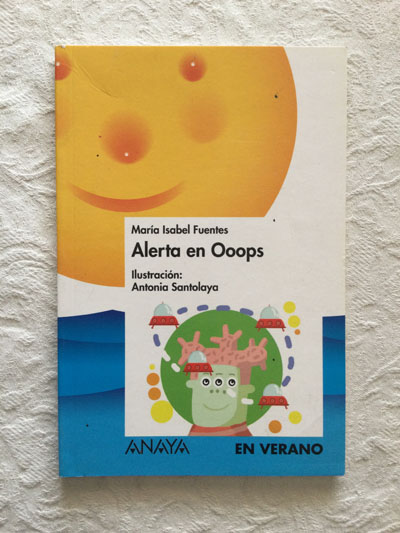 María Isabel Fuentes
Alerta en Ooops
Ilustración:
Antonia Santolaya
ANAYA
EN VERANO